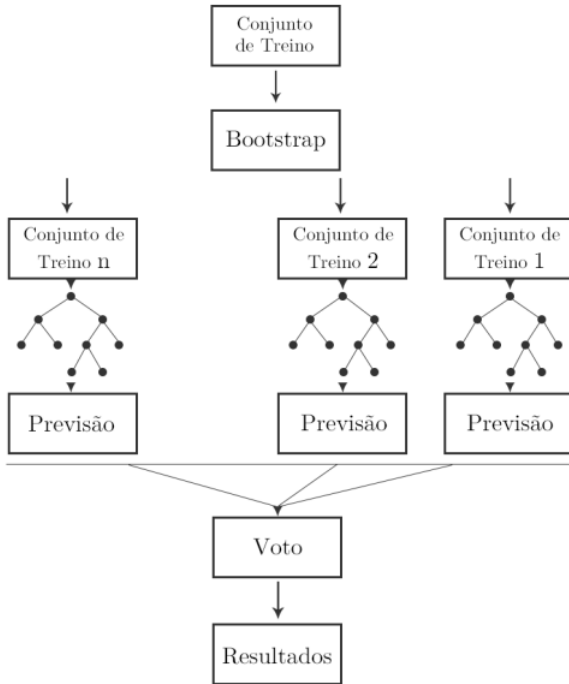 Conjunto
de Treino
Bootstrap
Conjunto de
Treino n
Conjunto de
Treino 2
Conjunto de
Treino 1
Previsão
Previsão
Previsão
Voto
Resultados